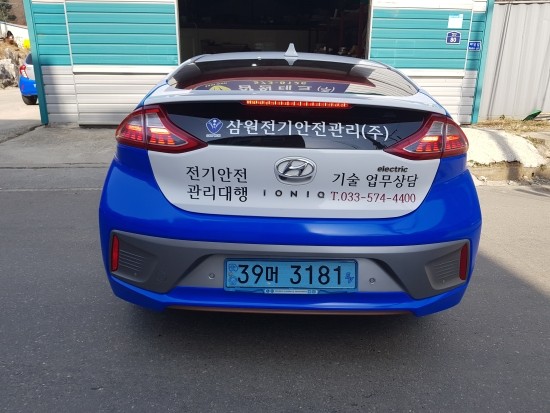 80
삼원전기안전관리(주)
전기안전
관리대행
IONIQ
electric
기술 업무상담
T.033-574-4400
39머 3181